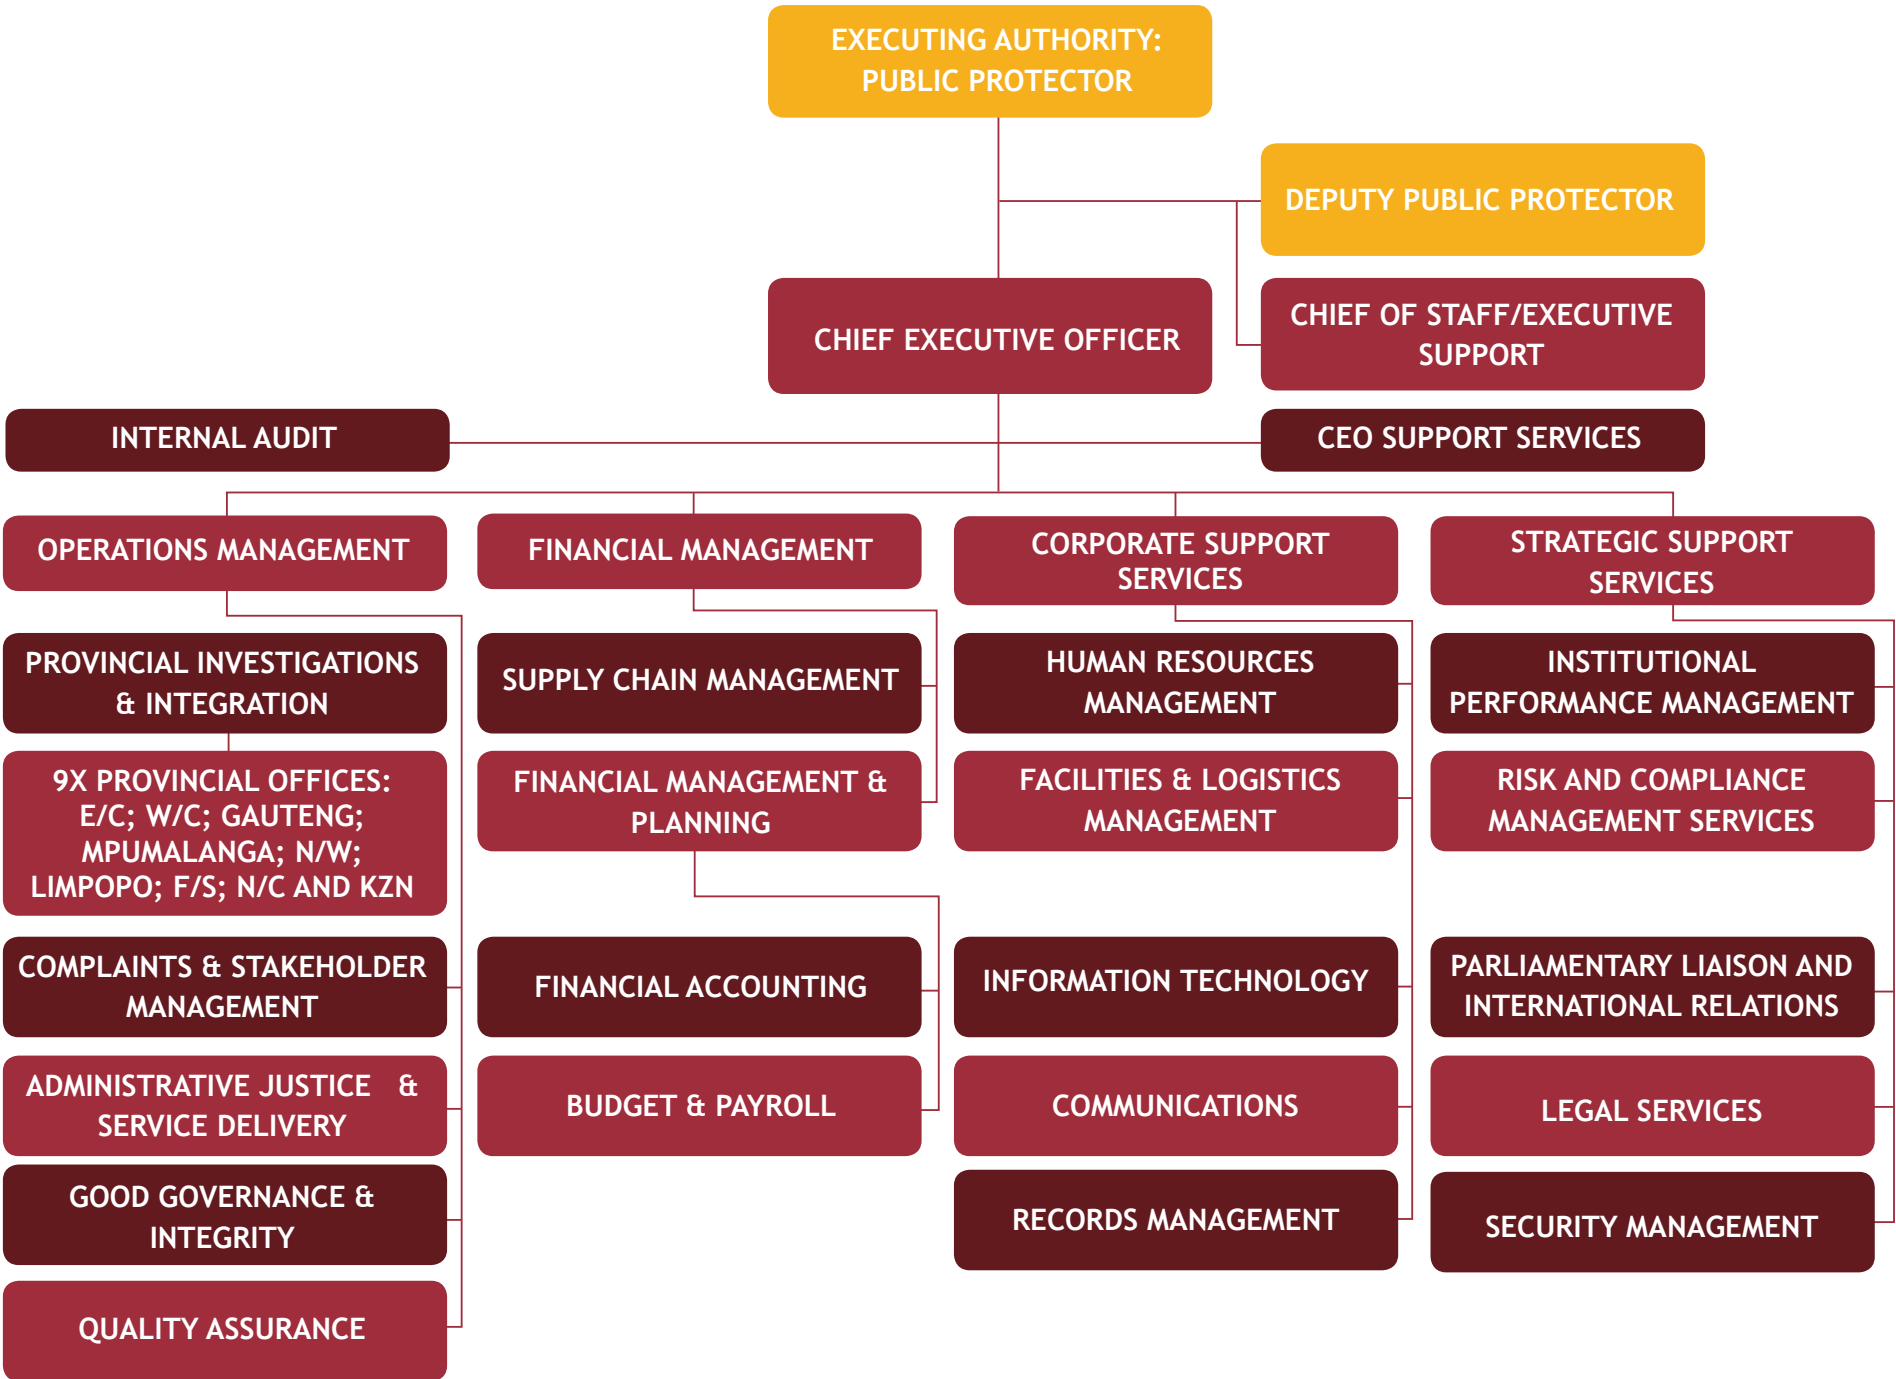 EXECUTING AUTHORITY:
PUBLIC PROTECTOR
DEPUTY PUBLIC PROTECTOR
CHIEF EXECUTIVE OFFICER
CHIEF OF STAFF/EXECUTIVE
SUPPORT
INTERNAL AUDIT
CEO SUPPORT SERVICES
OPERATIONS MANAGEMENT
FINANCIAL MANAGEMENT
CORPORATE SUPPORT
SERVICES
STRATEGIC SUPPORT
SERVICES
PROVINCIAL INVESTIGATIONS
& INTEGRATION
SUPPLY CHAIN MANAGEMENT
HUMAN RESOURCES
MANAGEMENT
INSTITUTIONAL
PERFORMANCE MANAGEMENT
9X PROVINCIAL OFFICES:
E/C; W/C; GAUTENG;
MPUMALANGA; N/W;
LIMPOPO; F/S; N/C AND KZN
FINANCIAL MANAGEMENT &
PLANNING
FACILITIES & LOGISTICS
MANAGEMENT
RISK AND COMPLIANCE
MANAGEMENT SERVICES
COMPLAINTS & STAKEHOLDER
MANAGEMENT
FINANCIAL ACCOUNTING
INFORMATION TECHNOLOGY
PARLIAMENTARY LIAISON AND
INTERNATIONAL RELATIONS
ADMINISTRATIVE JUSTICE &
SERVICE DELIVERY
BUDGET & PAYROLL
COMMUNICATIONS
LEGAL SERVICES
GOOD GOVERNANCE &
INTEGRITY
RECORDS MANAGEMENT
SECURITY MANAGEMENT
QUALITY ASSURANCE